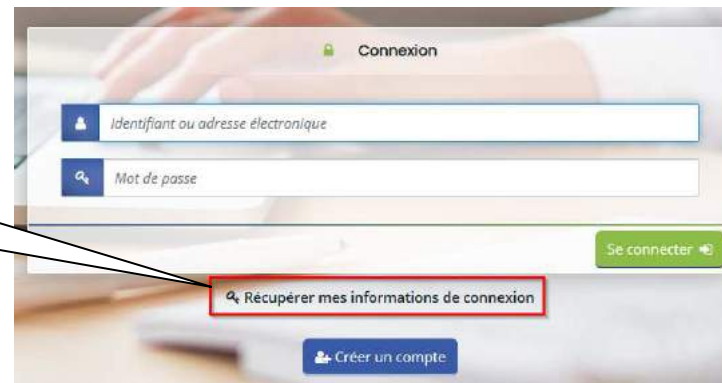 Connexion
Identifiant ou adresse électronique
Mot de passe
Se connecter
Récupérer mes informations de connexion
Créer un compte